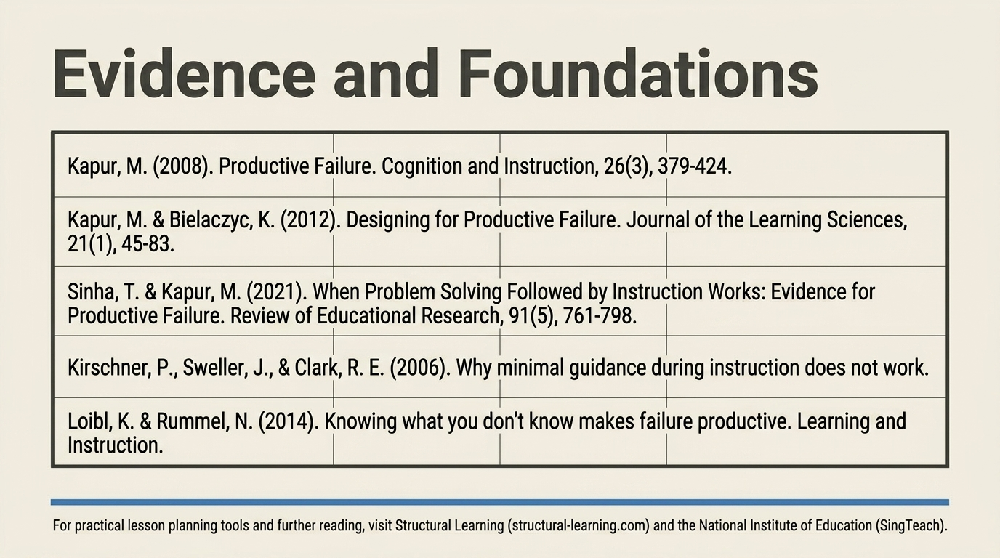 Evidence and Foundations
Kapur, M. (2008). Productive Failure. Cognition and Instruction, 26(3), 379-424.
Kapur, M. & Bielaczyc, K. (2012). Designing for Productive Failure. Journal of the Learning Sciences,
21(1), 45-83.
Sinha, T. & Kapur, M. (2021). When Problem Solving Followed by Instruction Works: Evidence for
Productive Failure. Review of Educational Research, 91(5), 761-798.
Kirschner, P., Sweller, J., & Clark, R. E. (2006). Why minimal guidance during instruction does not work.
Loibl, K. & Rummel, N. (2014). Knowing what you don't know makes failure productive. Learning and
Instruction.
For practical lesson planning tools and further reading, visit Structural Learning (structural-learning.com) and the National Institute of Education (SingTeach).